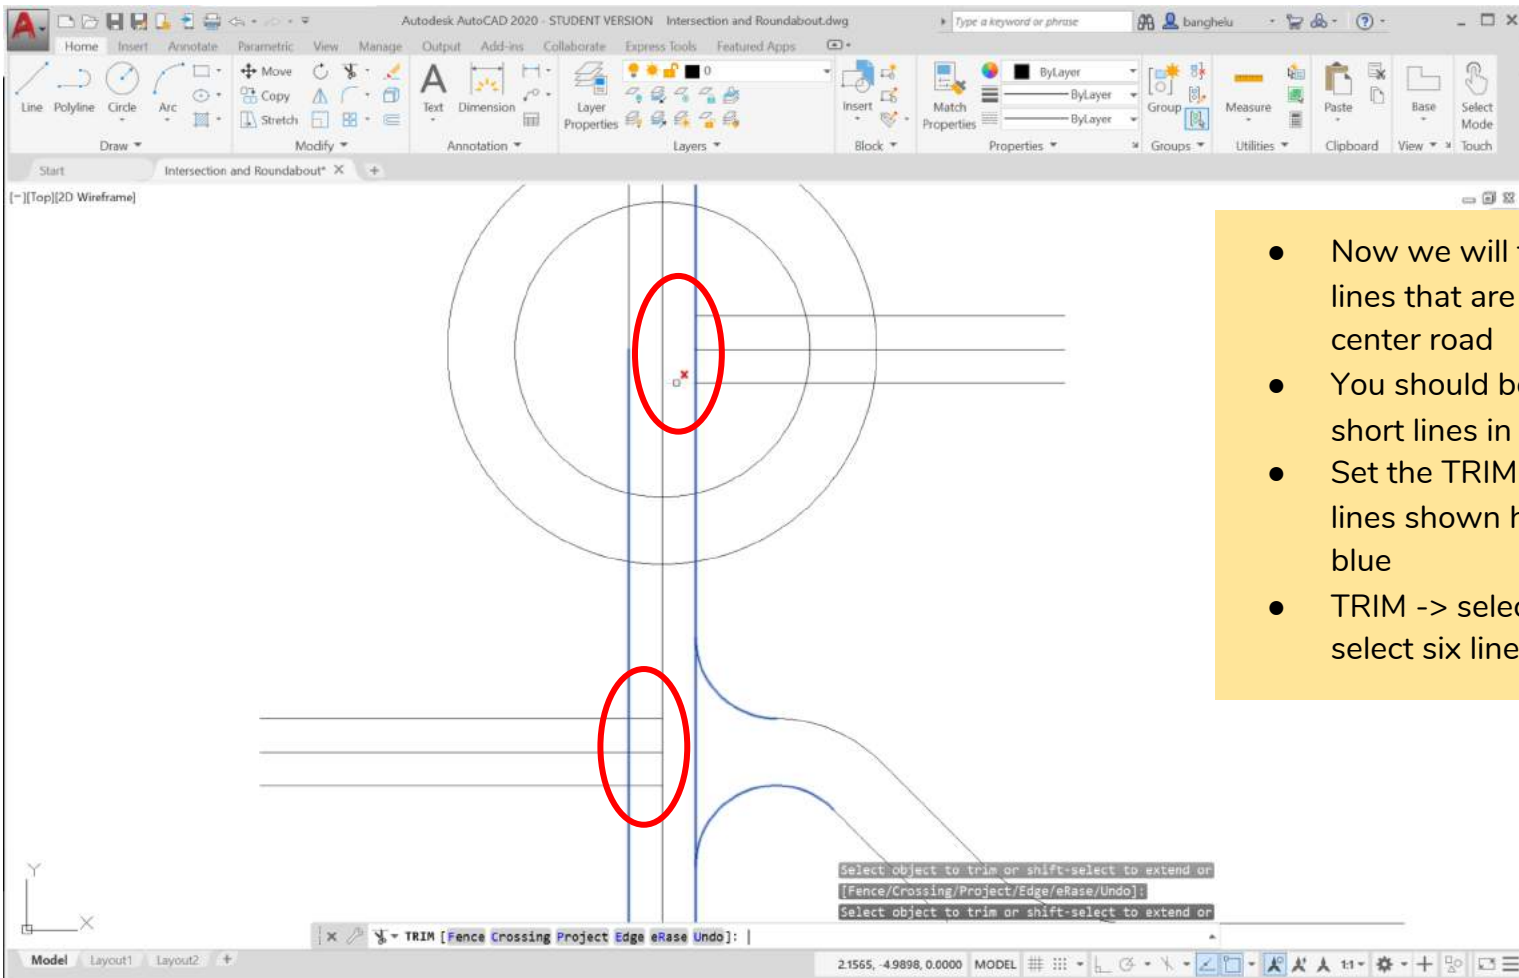 Autodesk AutoCAD 2020 - STUDENT VERSION Intersection and Roundabout.dwg
Type a keyword or phrase
banghelu
Home Insert Annotate Parametric View Manage Output Add-ins Collaborate Express Tools Featured Apps
Line Polyline Circle Arc
Move
Copy
Stretch
Text Dimension
Layer
Properties
0
Insert
Match
Properties
ByLayer
ByLayer
ByLayer
Group
Measure
Paste
Base
Select
Mode
Draw Modify Annotation Layers Block Properties Groups Utilities Clipboard View Touch
Start Intersection and Roundabout* +
[-][Top][2D Wireframe]
● Now we will
lines that are
center road
● You should
short lines in
● Set the TRIM
lines shown
blue
● TRIM ->
select six
Y
X
Select object to trim or shift-select to extend or
[Fence/Crossing/Project/Edge/eRase/Undo]:
Select object to trim or shift-select to extend or
TRIM [Fence Crossing Project Edge eRase Undo]:
Model Layout1 Layout2 +
2.1565, -4.9898, 0.0000 MODEL 1:1